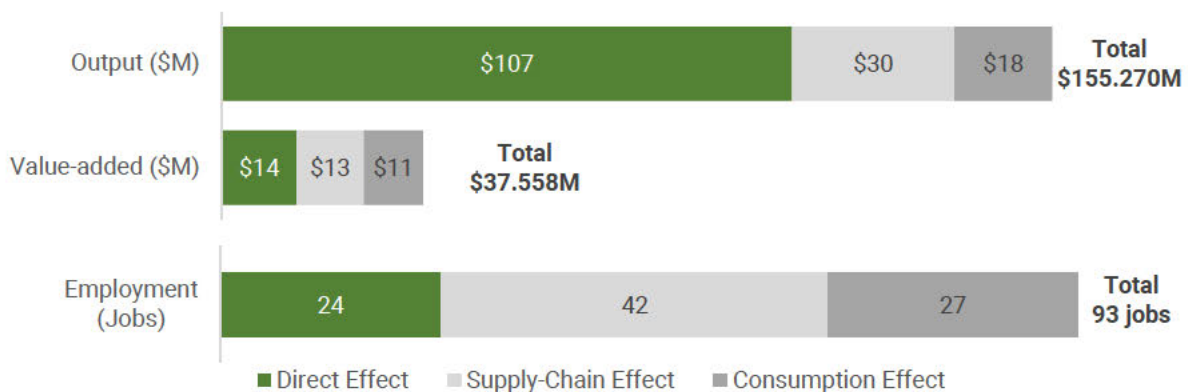 Output ($M)
$107
$30
$18
Total
$155.270M
Value-added ($M)
$14
$13
$11
Total
$37.558M
Employment
(Jobs)
24
42
27
Total
93 jobs
Direct Effect
Supply-Chain Effect
Consumption Effect